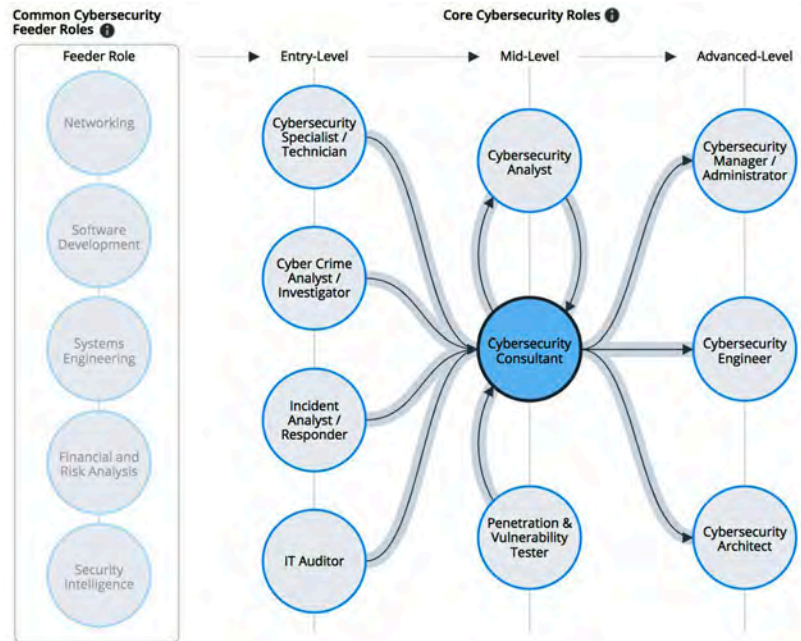 Common Cybersecurity
Feeder Roles
Core Cybersecurity Roles
Feeder Role
Entry-Level
Mid-Level
Advanced-Level
Networking
Software
Development
Systems
Engineering
Financial and
Risk Analysis
Security
Intelligence
Cybersecurity
Specialist /
Technician
Cyber Crime
Analyst /
Investigator
Incident
Analyst /
Responder
IT Auditor
Cybersecurity
Analyst
Cybersecurity
Consultant
Penetration &
Vulnerability
Tester
Cybersecurity
Manager /
Administrator
Cybersecurity
Engineer
Cybersecurity
Architect